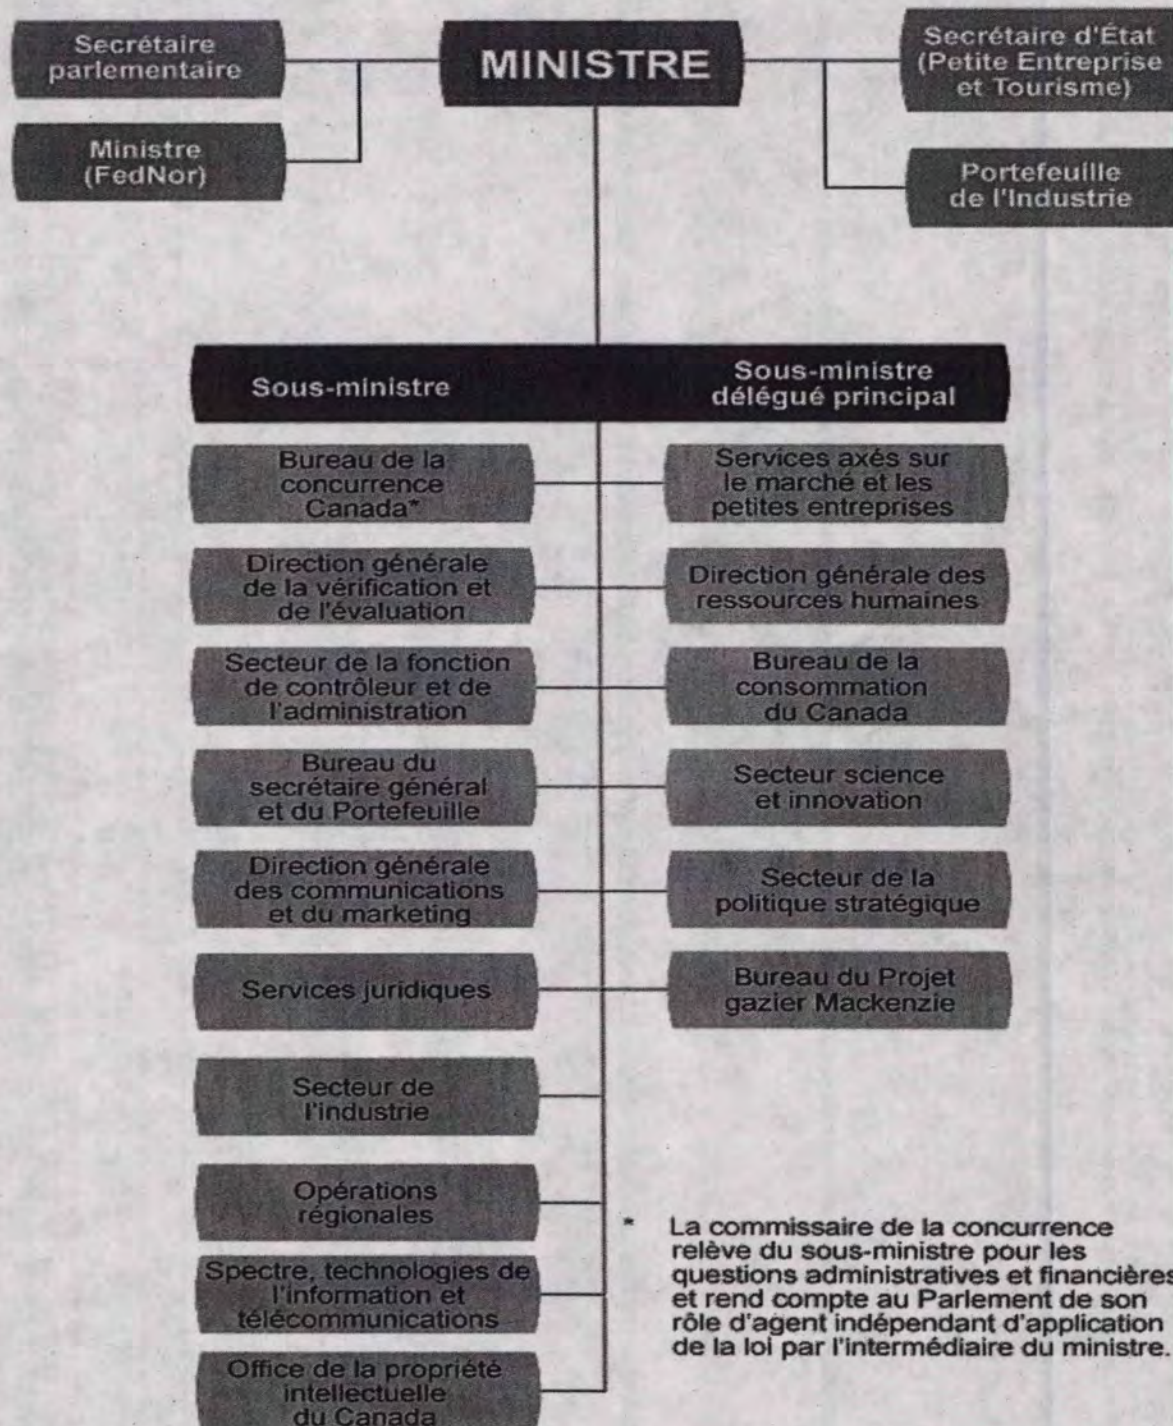 Secrétaire
parlementaire
MINISTRE
Secrétaire d'État
(Petite Entreprise
et Tourisme)
Ministre
(FedNor)
Portefeuille
de l'Industrie
Sous-ministre
Sous-ministre
délégué principal
Bureau de la
concurrence
Canada*
Services axés sur
le marché et les
petites entreprises
Direction générale
de la vérification et
de l'évaluation
Direction générale des
ressources humaines
Secteur de la fonction
de contrôleur et de
l'administration
Bureau de la
consommation
du Canada
Bureau du
secrétaire général
et du Portefeuille
Secteur science
et innovation
Direction générale
des communications
et du marketing
Secteur de la
politique stratégique
Services juridiques
Bureau du Projet
gazier Mackenzie
Secteur de
l'industrie
Opérations
régionales
Spectre, technologies de
l'information et
télécommunications
Office de la propriété
intellectuelle
du Canada
* La commissaire de la concurrence
relève du sous-ministre pour les
questions administratives et financières
et rend compte au Parlement de son
rôle d'agent indépendant d'application
de la loi par l'intermédiaire du ministre.